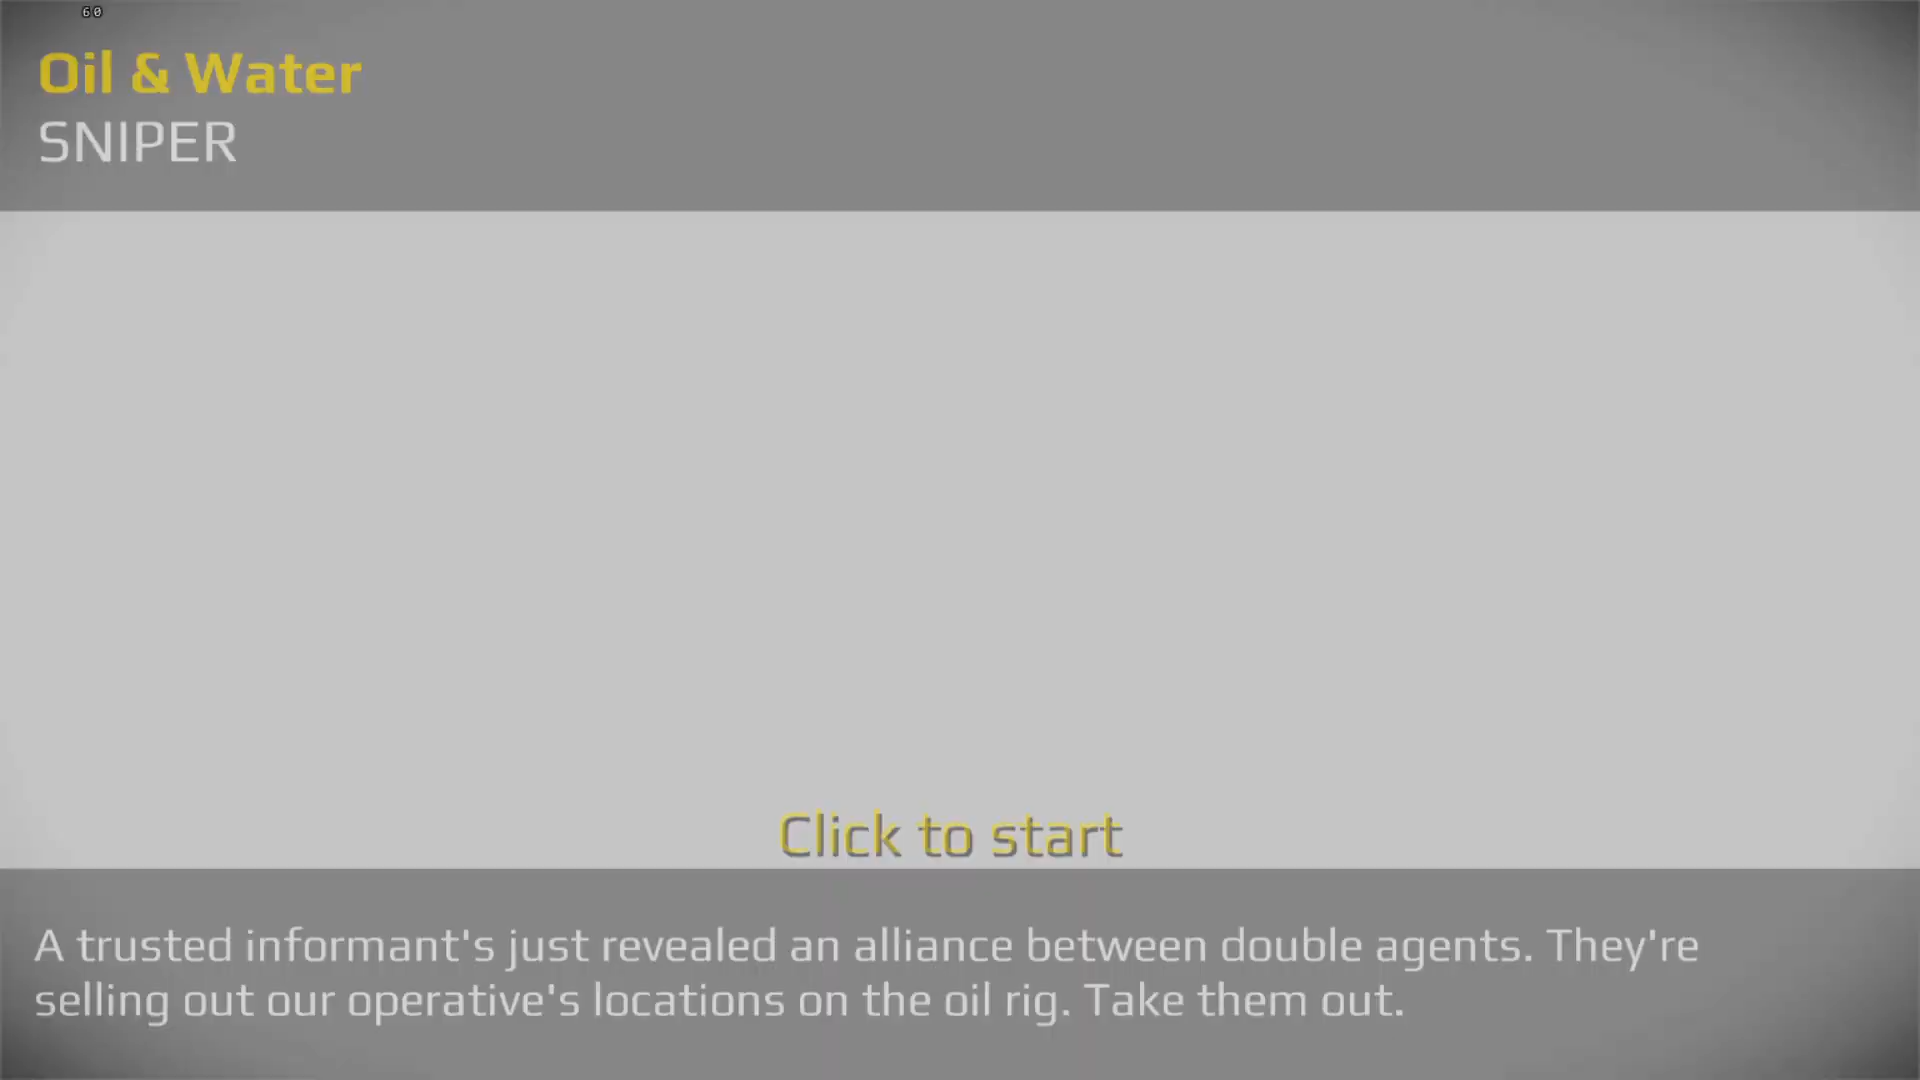 60
Oil & Water
SNIPER
Click to start
A trusted informant's just revealed an alliance between double agents. They're
selling out our operative's locations on the oil rig. Take them out.